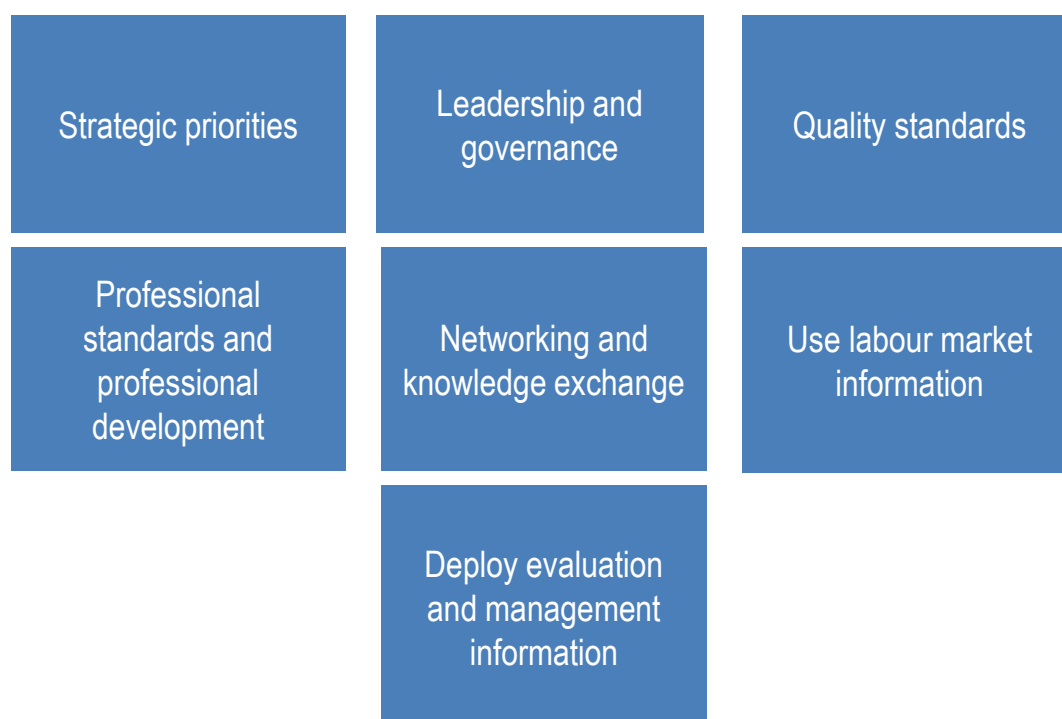 Strategic priorities
Leadership and
governance
Quality standards
Professional
standards and
professional
development
Networking and
knowledge exchange
Use labour market
information
Deploy evaluation
and management
information